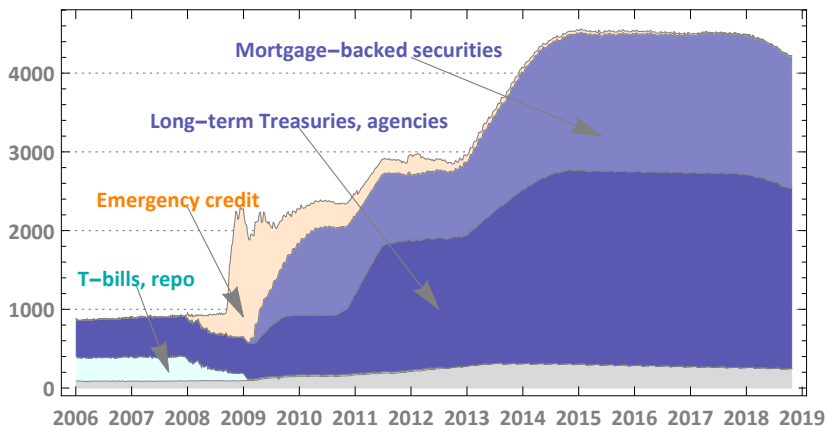 Mortgage–backed securities
4000
Long–term Treasuries, agencies
3000
Emergency credit
2000
T–bills, repo
1000
0
2006 2007 2008 2009 2010 2011 2012 2013 2014 2015 2016 2017 2018 2019